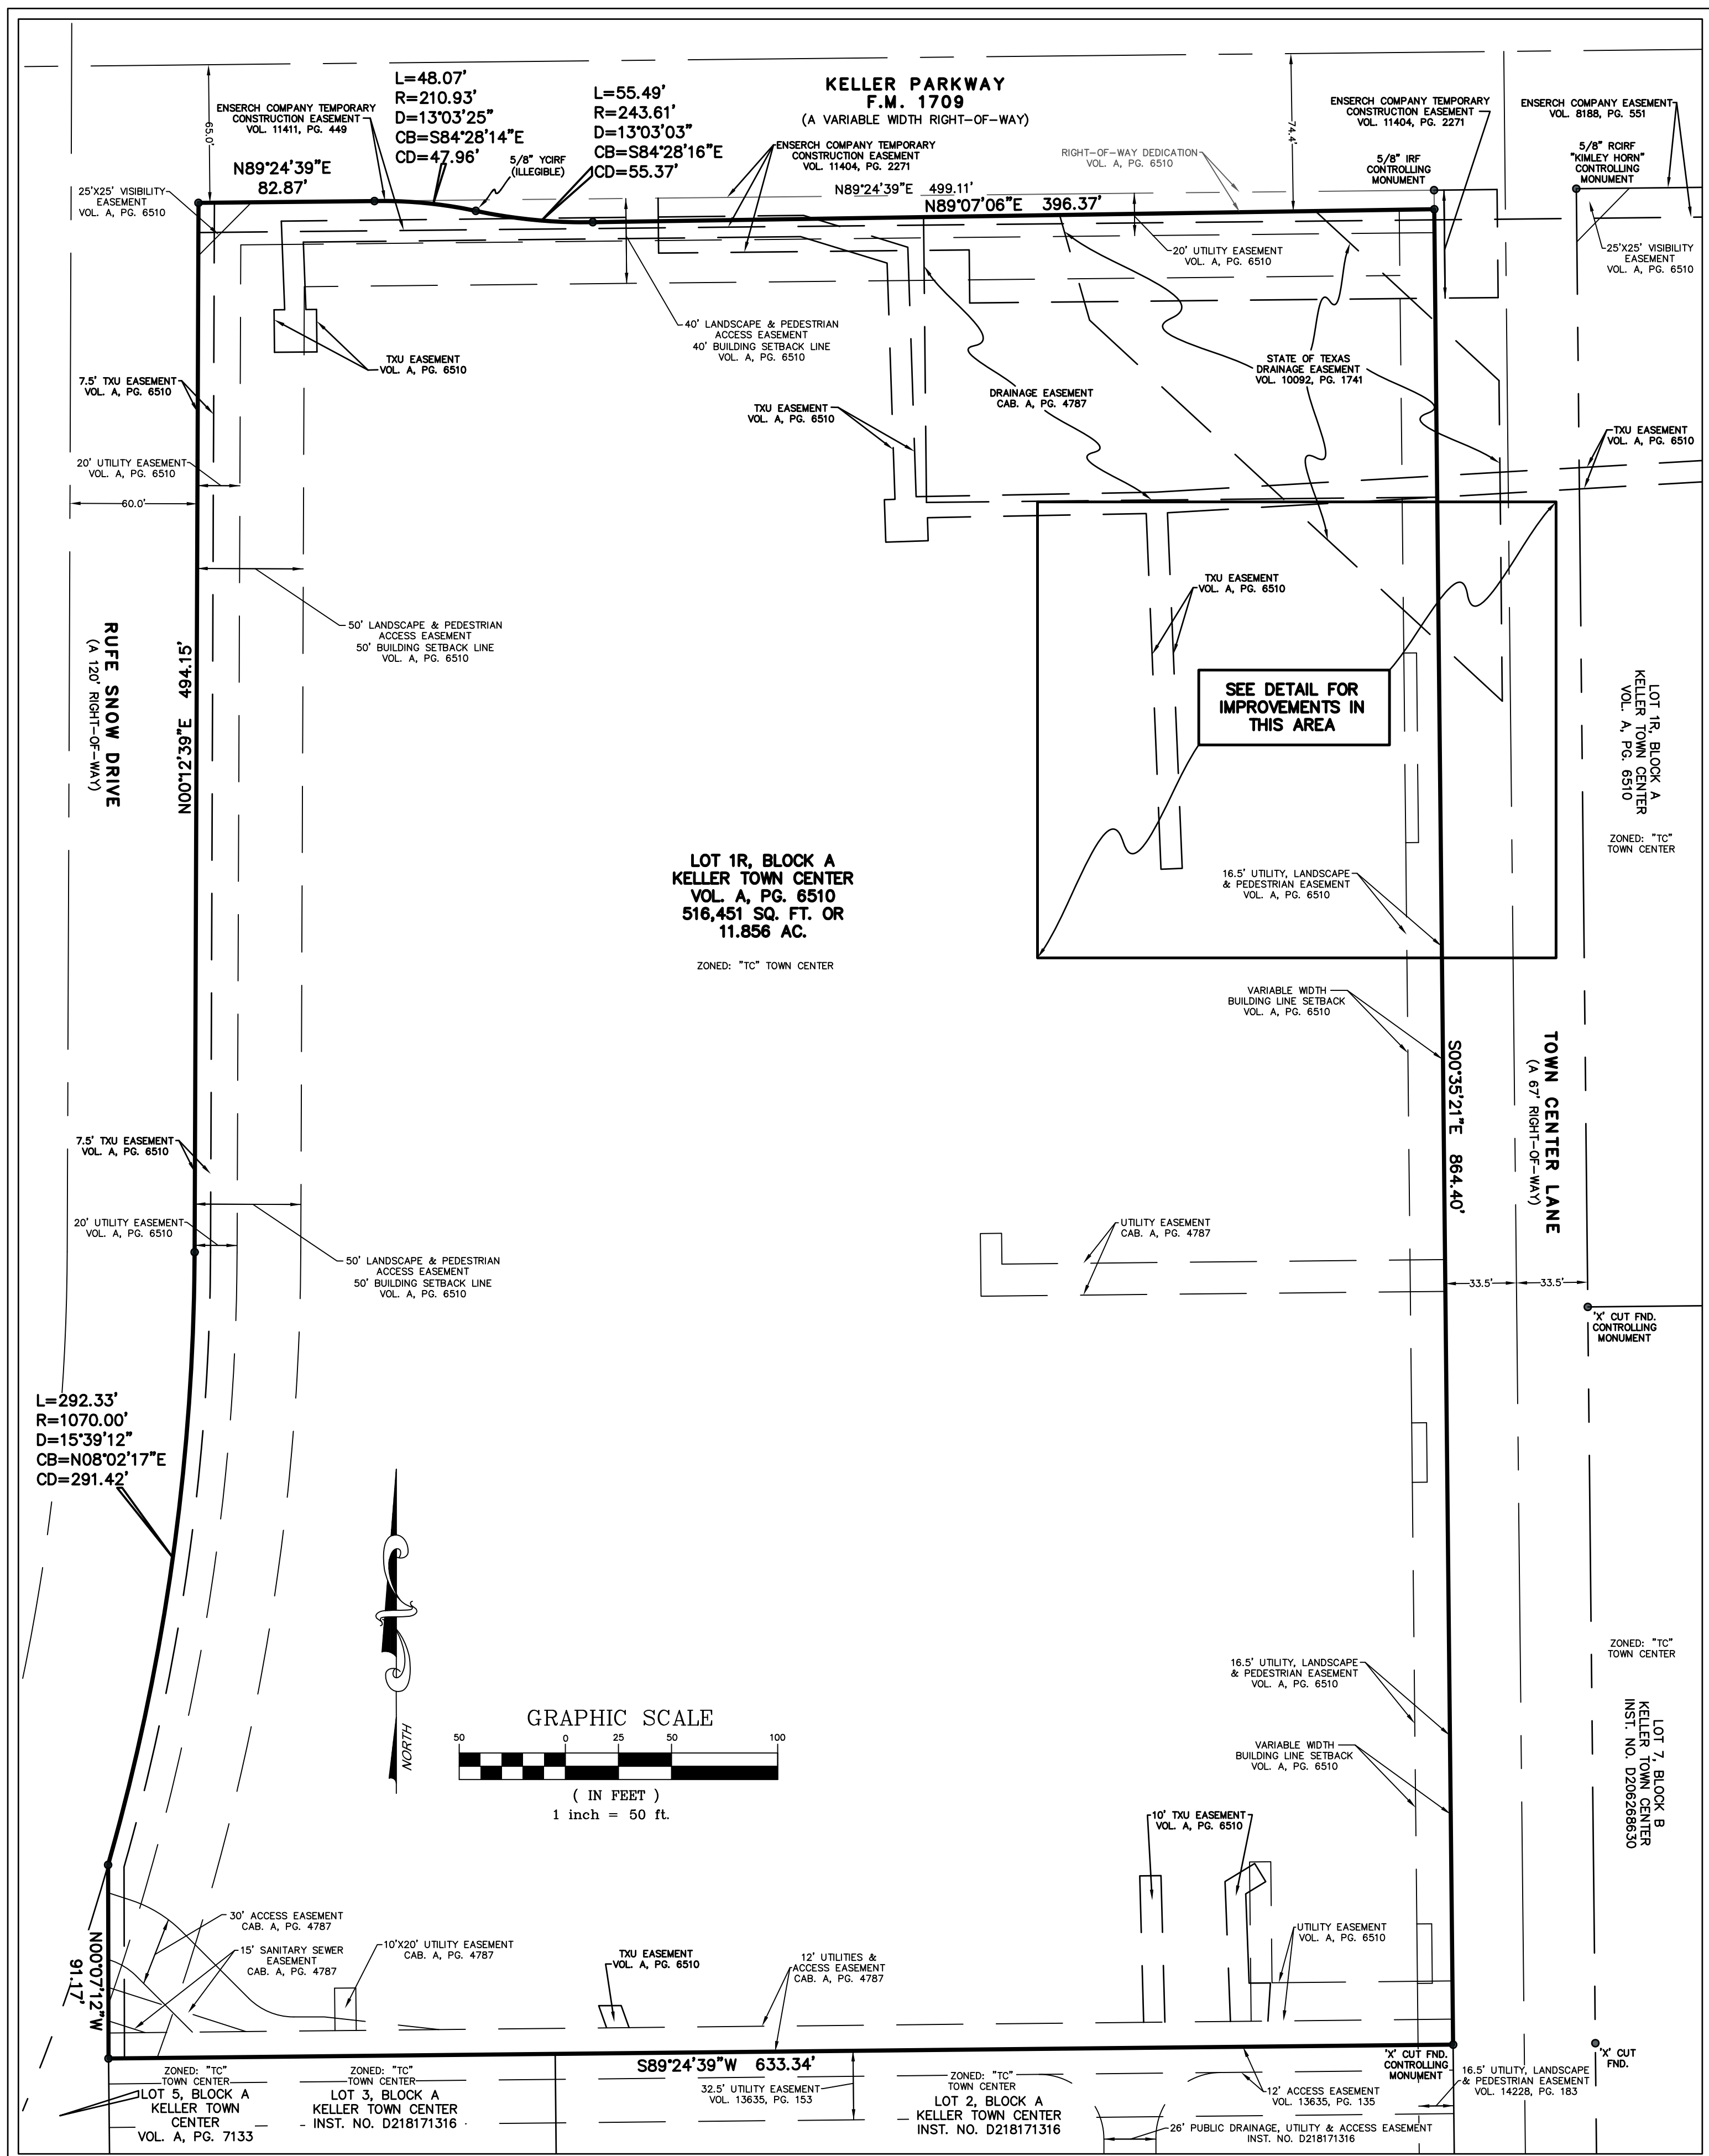 L=48.07'
R=210.93'
D=13°03'25"
CB=S84°28'14"E
CD=47.96'
L=55.49'
R=243.61'
D=13°03'03"
CB=S84°28'16"E
CD=55.37'
KELLER PARKWAY
F.M. 1709
(A VARIABLE WIDTH RIGHT-OF-WAY)
ENSERCH COMPANY TEMPORARY
CONSTRUCTION EASEMENT
VOL. 11411, PG. 449
ENSERCH COMPANY TEMPORARY
CONSTRUCTION EASEMENT
VOL. 11404, PG. 2271
ENSERCH COMPANY EASEMENT
VOL. 8188, PG. 551
65.0'
74.4'
5/8" YCIRF
(ILLEGIBLE)
ENSERCH COMPANY TEMPORARY
CONSTRUCTION EASEMENT
VOL. 11404, PG. 2271
RIGHT-OF-WAY DEDICATION
VOL. A, PG. 6510
5/8" IRF
CONTROLLING
MONUMENT
5/8" RCIRF
"KIMLEY HORN"
CONTROLLING
MONUMENT
N89°24'39"E
82.87'
25'X25' VISIBILITY
EASEMENT
VOL. A, PG. 6510
N89°24'39"E 499.11'
N89°07'06"E 396.37'
20' UTILITY EASEMENT
VOL. A, PG. 6510
25'X25' VISIBILITY
EASEMENT
VOL. A, PG. 6510
40' LANDSCAPE & PEDESTRIAN
ACCESS EASEMENT
40' BUILDING SETBACK LINE
VOL. A, PG. 6510
TXU EASEMENT
VOL. A, PG. 6510
STATE OF TEXAS
DRAINAGE EASEMENT
VOL. 10092, PG. 1741
7.5' TXU EASEMENT
VOL. A, PG. 6510
DRAINAGE EASEMENT
CAB. A, PG. 4787
TXU EASEMENT
VOL. A, PG. 6510
TXU EASEMENT
VOL. A, PG. 6510
20' UTILITY EASEMENT
VOL. A, PG. 6510
60.0'
TXU EASEMENT
VOL. A, PG. 6510
50' LANDSCAPE & PEDESTRIAN
ACCESS EASEMENT
50' BUILDING SETBACK LINE
VOL. A, PG. 6510
RUFE SNOW DRIVE
(A 120' RIGHT-OF-WAY)
N00°12'39"E 494.15'
SEE DETAIL FOR
IMPROVEMENTS IN
THIS AREA
LOT 1R, BLOCK A
KELLER TOWN CENTER
VOL. A, PG. 6510
ZONED: "TC"
TOWN CENTER
LOT 1R, BLOCK A
KELLER TOWN CENTER
VOL. A, PG. 6510
516,451 SQ. FT. OR
11.856 AC.
ZONED: "TC" TOWN CENTER
16.5' UTILITY, LANDSCAPE
& PEDESTRIAN EASEMENT
VOL. A, PG. 6510
VARIABLE WIDTH
BUILDING LINE SETBACK
VOL. A, PG. 6510
S00°35'21"E 864.40'
TOWN CENTER LANE
(A 67' RIGHT-OF-WAY)
7.5' TXU EASEMENT
VOL. A, PG. 6510
20' UTILITY EASEMENT
VOL. A, PG. 6510
UTILITY EASEMENT
CAB. A, PG. 4787
50' LANDSCAPE & PEDESTRIAN
ACCESS EASEMENT
50' BUILDING SETBACK LINE
VOL. A, PG. 6510
33.5'
33.5'
'X' CUT FND.
CONTROLLING
MONUMENT
L=292.33'
R=1070.00'
D=15°39'12"
CB=N08°02'17"E
CD=291.42'
NORTH
ZONED: "TC"
TOWN CENTER
16.5' UTILITY, LANDSCAPE
& PEDESTRIAN EASEMENT
VOL. A, PG. 6510
LOT 7, BLOCK B
KELLER TOWN CENTER
INST. NO. D206268630
GRAPHIC SCALE
50 0 25 50 100
( IN FEET )
1 inch = 50 ft.
VARIABLE WIDTH
BUILDING LINE SETBACK
VOL. A, PG. 6510
10' TXU EASEMENT
VOL. A, PG. 6510
30' ACCESS EASEMENT
CAB. A, PG. 4787
15' SANITARY SEWER
EASEMENT
CAB. A, PG. 4787
10'X20' UTILITY EASEMENT
CAB. A, PG. 4787
TXU EASEMENT
VOL. A, PG. 6510
12' UTILITIES &
ACCESS EASEMENT
CAB. A, PG. 4787
UTILITY EASEMENT
VOL. A, PG. 6510
N00°07'12"W
91.17'
S89°24'39"W 633.34'
'X' CUT FND.
CONTROLLING
MONUMENT
'X' CUT
FND.
ZONED: "TC"
TOWN CENTER
LOT 5, BLOCK A
KELLER TOWN
CENTER
VOL. A, PG. 7133
ZONED: "TC"
TOWN CENTER
LOT 3, BLOCK A
KELLER TOWN CENTER
INST. NO. D218171316
32.5' UTILITY EASEMENT
VOL. 13635, PG. 153
ZONED: "TC"
TOWN CENTER
LOT 2, BLOCK A
KELLER TOWN CENTER
INST. NO. D218171316
12' ACCESS EASEMENT
VOL. 13635, PG. 135
16.5' UTILITY, LANDSCAPE
& PEDESTRIAN EASEMENT
VOL. 14228, PG. 183
26' PUBLIC DRAINAGE, UTILITY & ACCESS EASEMENT
INST. NO. D218171316